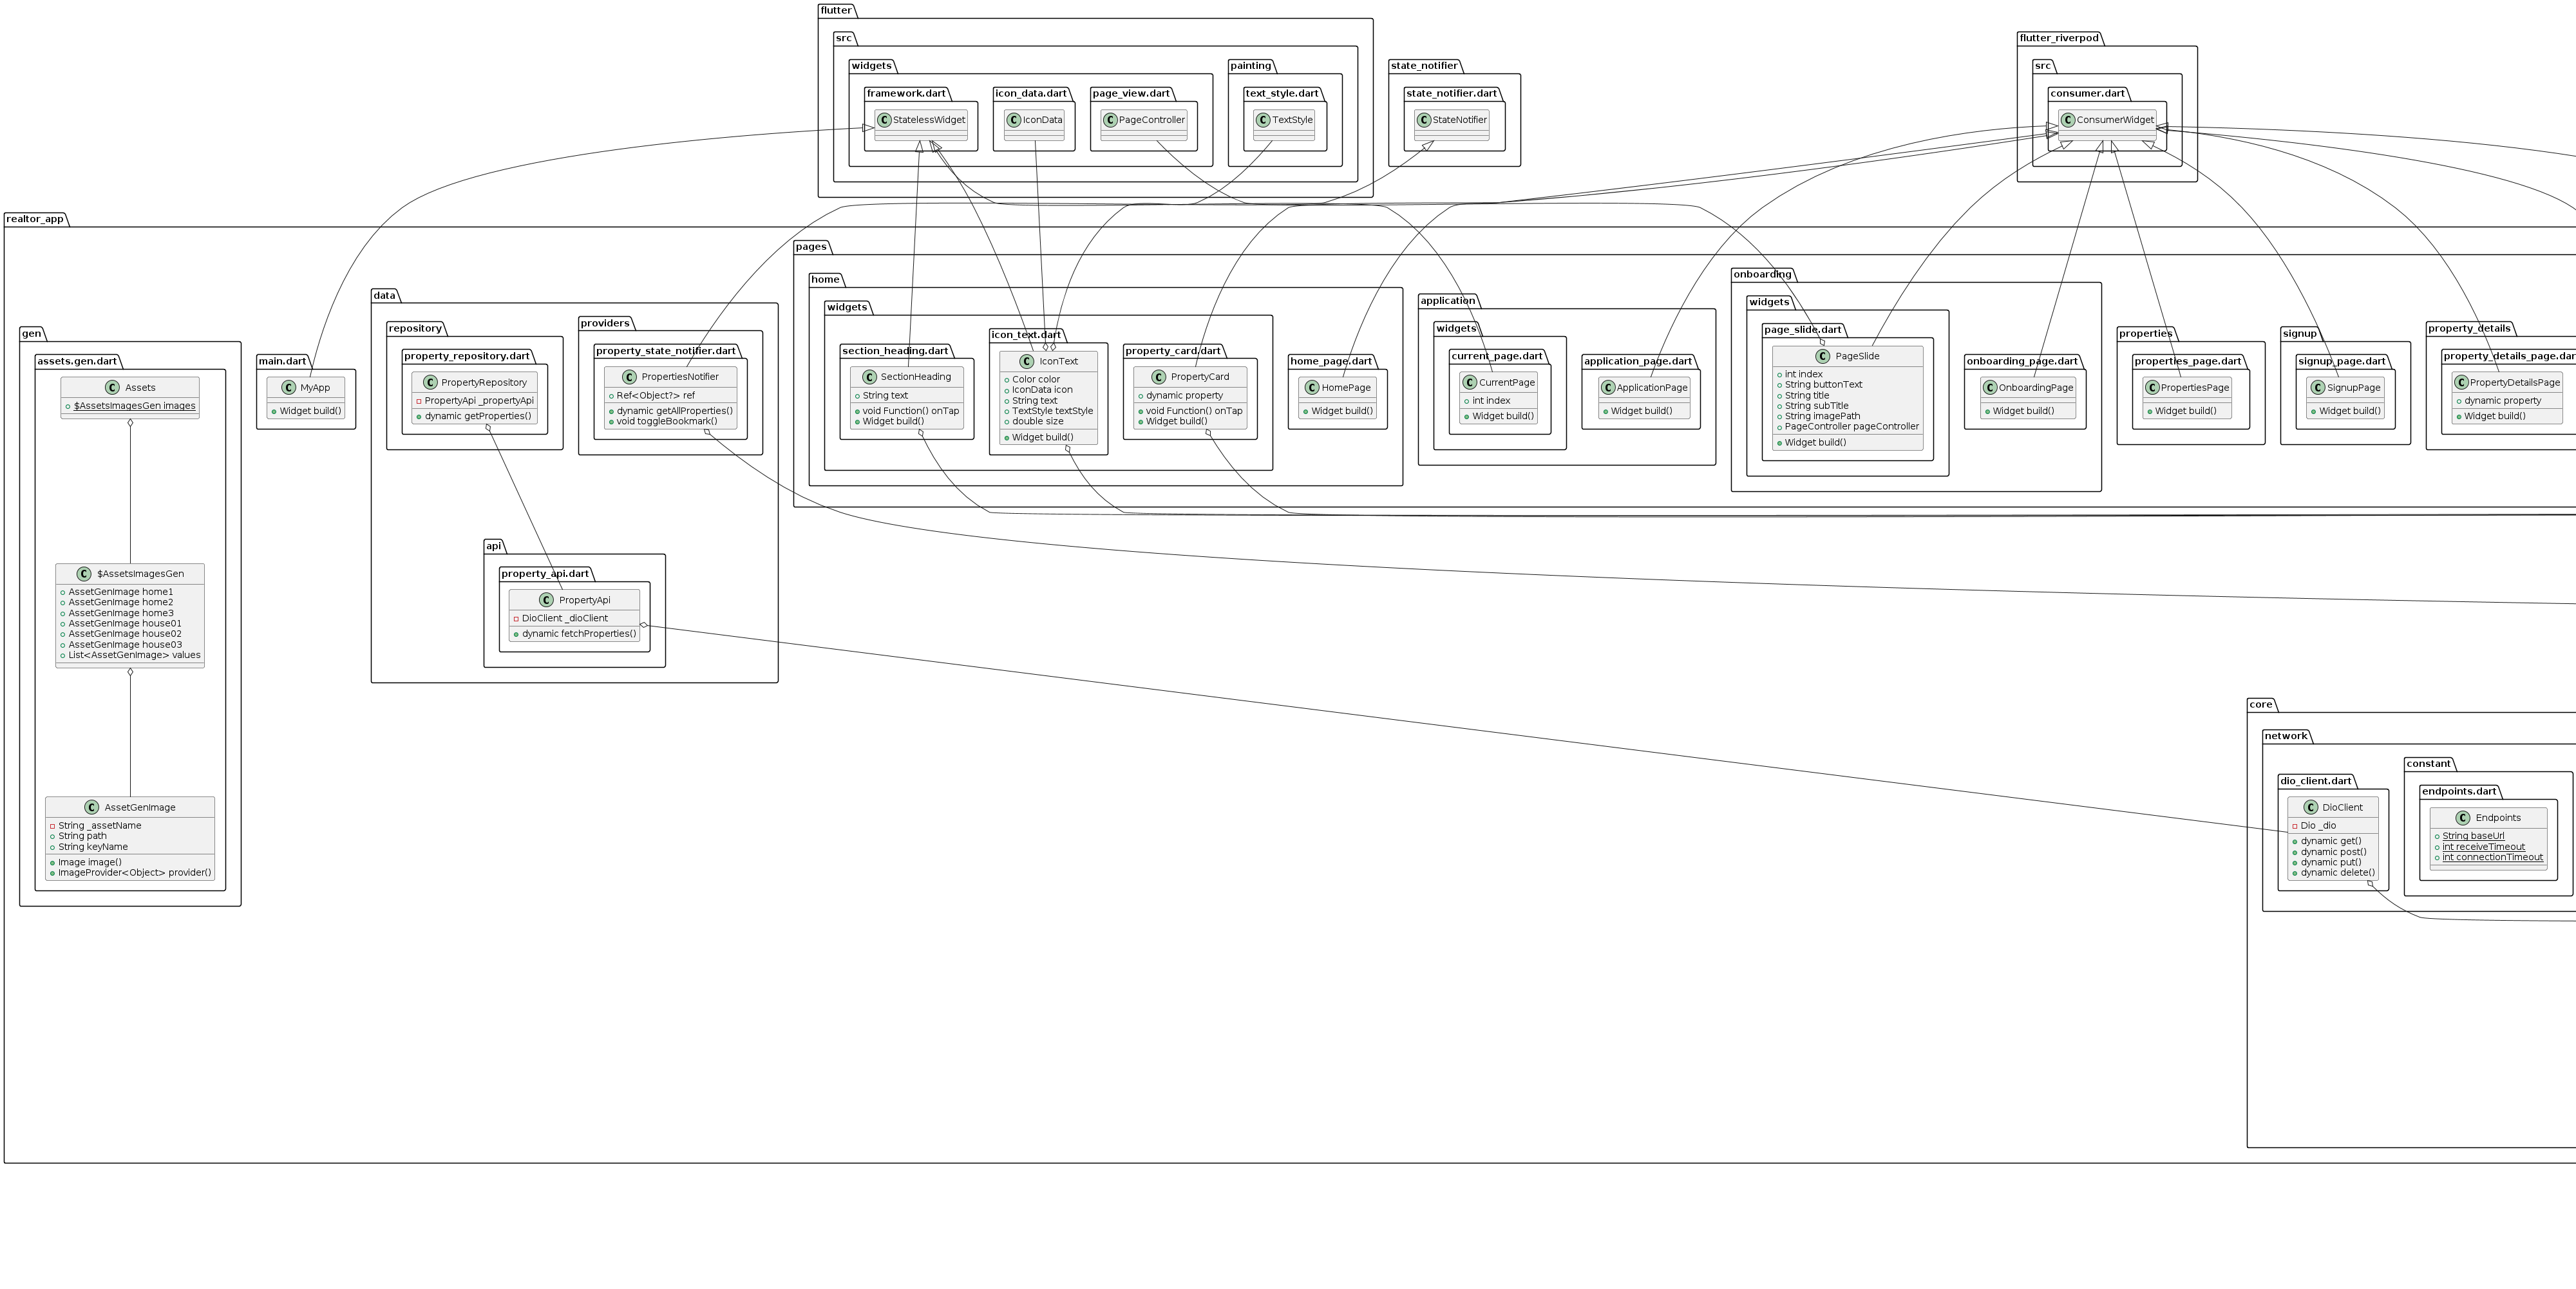 flutter
src
widgets
framework.dart
C StatelessWidget
icon_data.dart
C IconData
page_view.dart
C PageController
painting
text_style.dart
C TextStyle
state_notifier
state_notifier.dart
C StateNotifier
flutter_riverpod
src
consumer.dart
C ConsumerWidget
realtor_app
gen
assets.gen.dart
C Assets
$AssetsImagesGen images
C $AssetsImagesGen
AssetGenImage home1
AssetGenImage home2
AssetGenImage home3
AssetGenImage house01
AssetGenImage house02
AssetGenImage house03
List<AssetGenImage> values
C AssetGenImage
String _assetName
String path
String keyName
Image image()
ImageProvider<Object> provider()
main.dart
C MyApp
Widget build()
data
repository
property_repository.dart
C PropertyRepository
PropertyApi _propertyApi
dynamic getProperties()
providers
property_state_notifier.dart
C PropertiesNotifier
Ref<Object?> ref
dynamic getAllProperties()
void toggleBookmark()
api
property_api.dart
C PropertyApi
DioClient _dioClient
dynamic fetchProperties()
pages
home
widgets
section_heading.dart
C SectionHeading
String text
void Function() onTap
Widget build()
icon_text.dart
C IconText
Color color
IconData icon
String text
TextStyle textStyle
double size
Widget build()
property_card.dart
C PropertyCard
dynamic property
void Function() onTap
Widget build()
home_page.dart
C HomePage
Widget build()
application
widgets
current_page.dart
C CurrentPage
int index
Widget build()
application_page.dart
C ApplicationPage
Widget build()
onboarding
widgets
page_slide.dart
C PageSlide
int index
String buttonText
String title
String subTitle
String imagePath
PageController pageController
Widget build()
onboarding_page.dart
C OnboardingPage
Widget build()
properties
properties_page.dart
C PropertiesPage
Widget build()
signup
signup_page.dart
C SignupPage
Widget build()
property_details
property_details_page.dart
C PropertyDetailsPage
dynamic property
Widget build()
core
network
dio_client.dart
C DioClient
Dio _dio
dynamic get()
dynamic post()
dynamic put()
dynamic delete()
constant
endpoints.dart
C Endpoints
String baseUrl
int receiveTimeout
int connectionTimeout